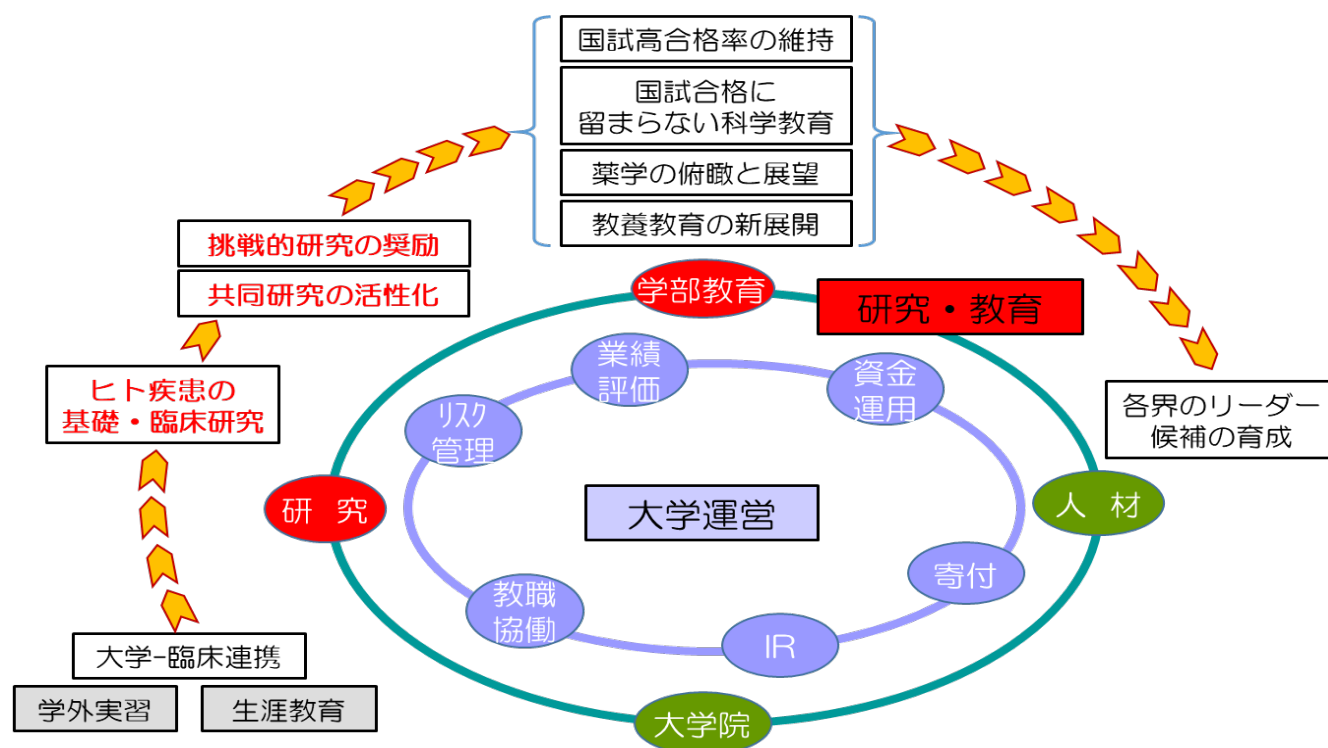 国試高合格率の維持
国試合格に
留まらない科学教育
薬学の俯瞰と展望
教養教育の新展開
挑戦的研究の奨励
共同研究の活性化
学部教育
研究・教育
業績
評価
資金
運用
ヒト疾患の
基礎・臨床研究
リスク
管理
各界のリーダー
候補の育成
研 究
大学運営
人 材
教職
協働
寄付
IR
大学-臨床連携
学外実習
生涯教育
大学院